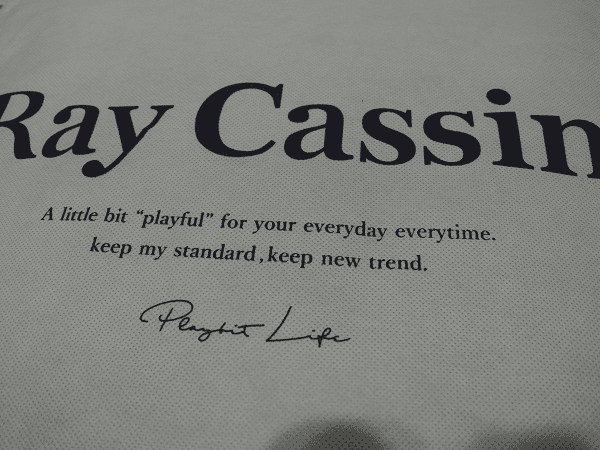 Ray Cassin
A little bit “playful” for your everyday everytime.
keep my standard , keep new trend.
Playbit Life